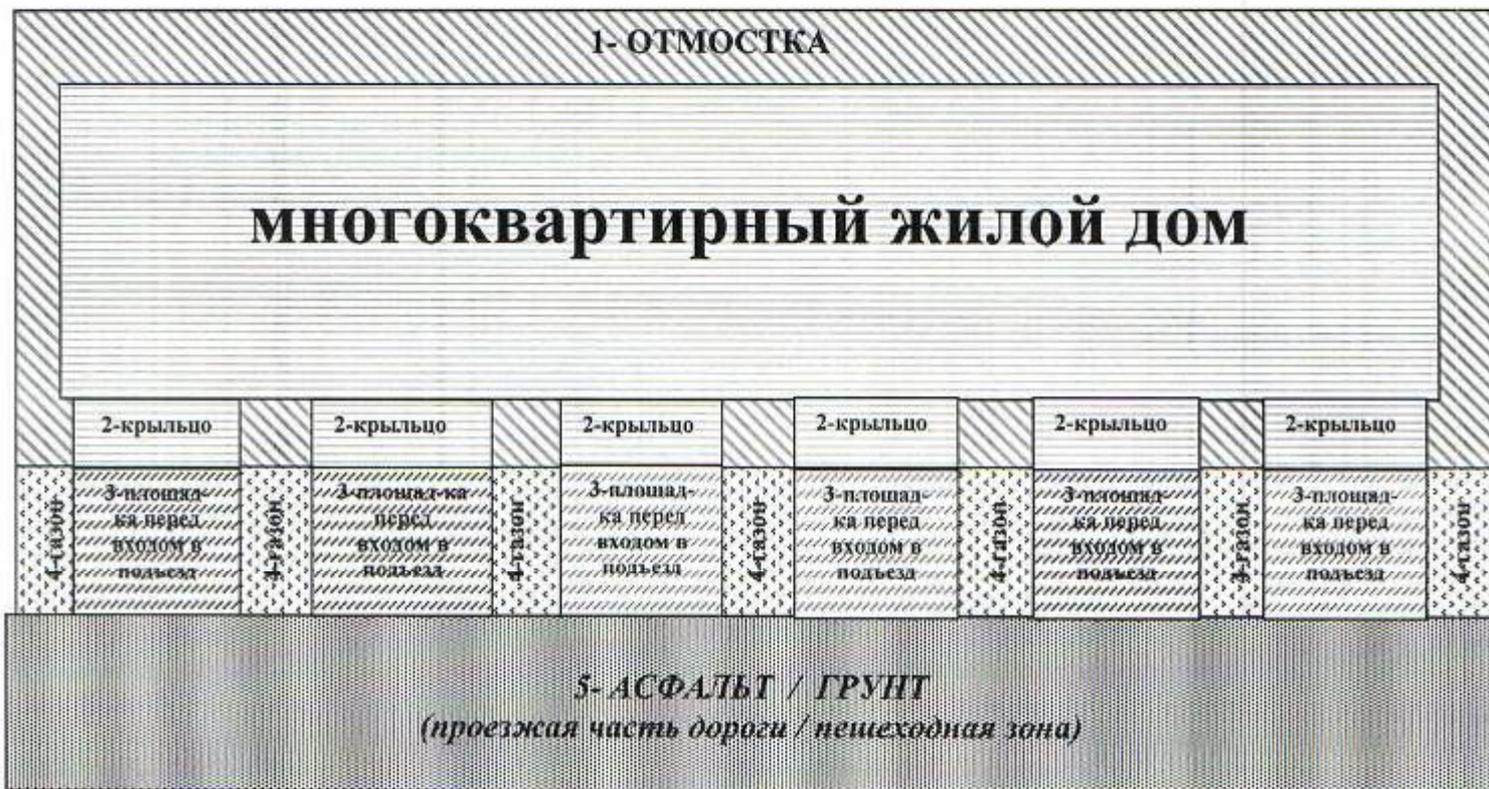 1- ОТМОСТКА
многоквартирный жилой дом
2-крыльцо
2-крыльцо
2-крыльцо
2-крыльцо
2-крыльцо
2-крыльцо
4-газон
3-площад-
ка перед
входом в
подъезд
4-газон
3-площад-ка
перед
входом в
подъезд
4-газон
3-площад-
ка перед
входом в
подъезд
4-газон
3-площад-
ка перед
входом в
подъезд
4-газон
3-площад-
ка перед
входом в
подъезд
4-газон
3-площад-
ка перед
входом в
подъезд
4-газон
5- АСФАЛЬТ / ГРУНТ
(проезжая часть дороги / пешеходная зона)